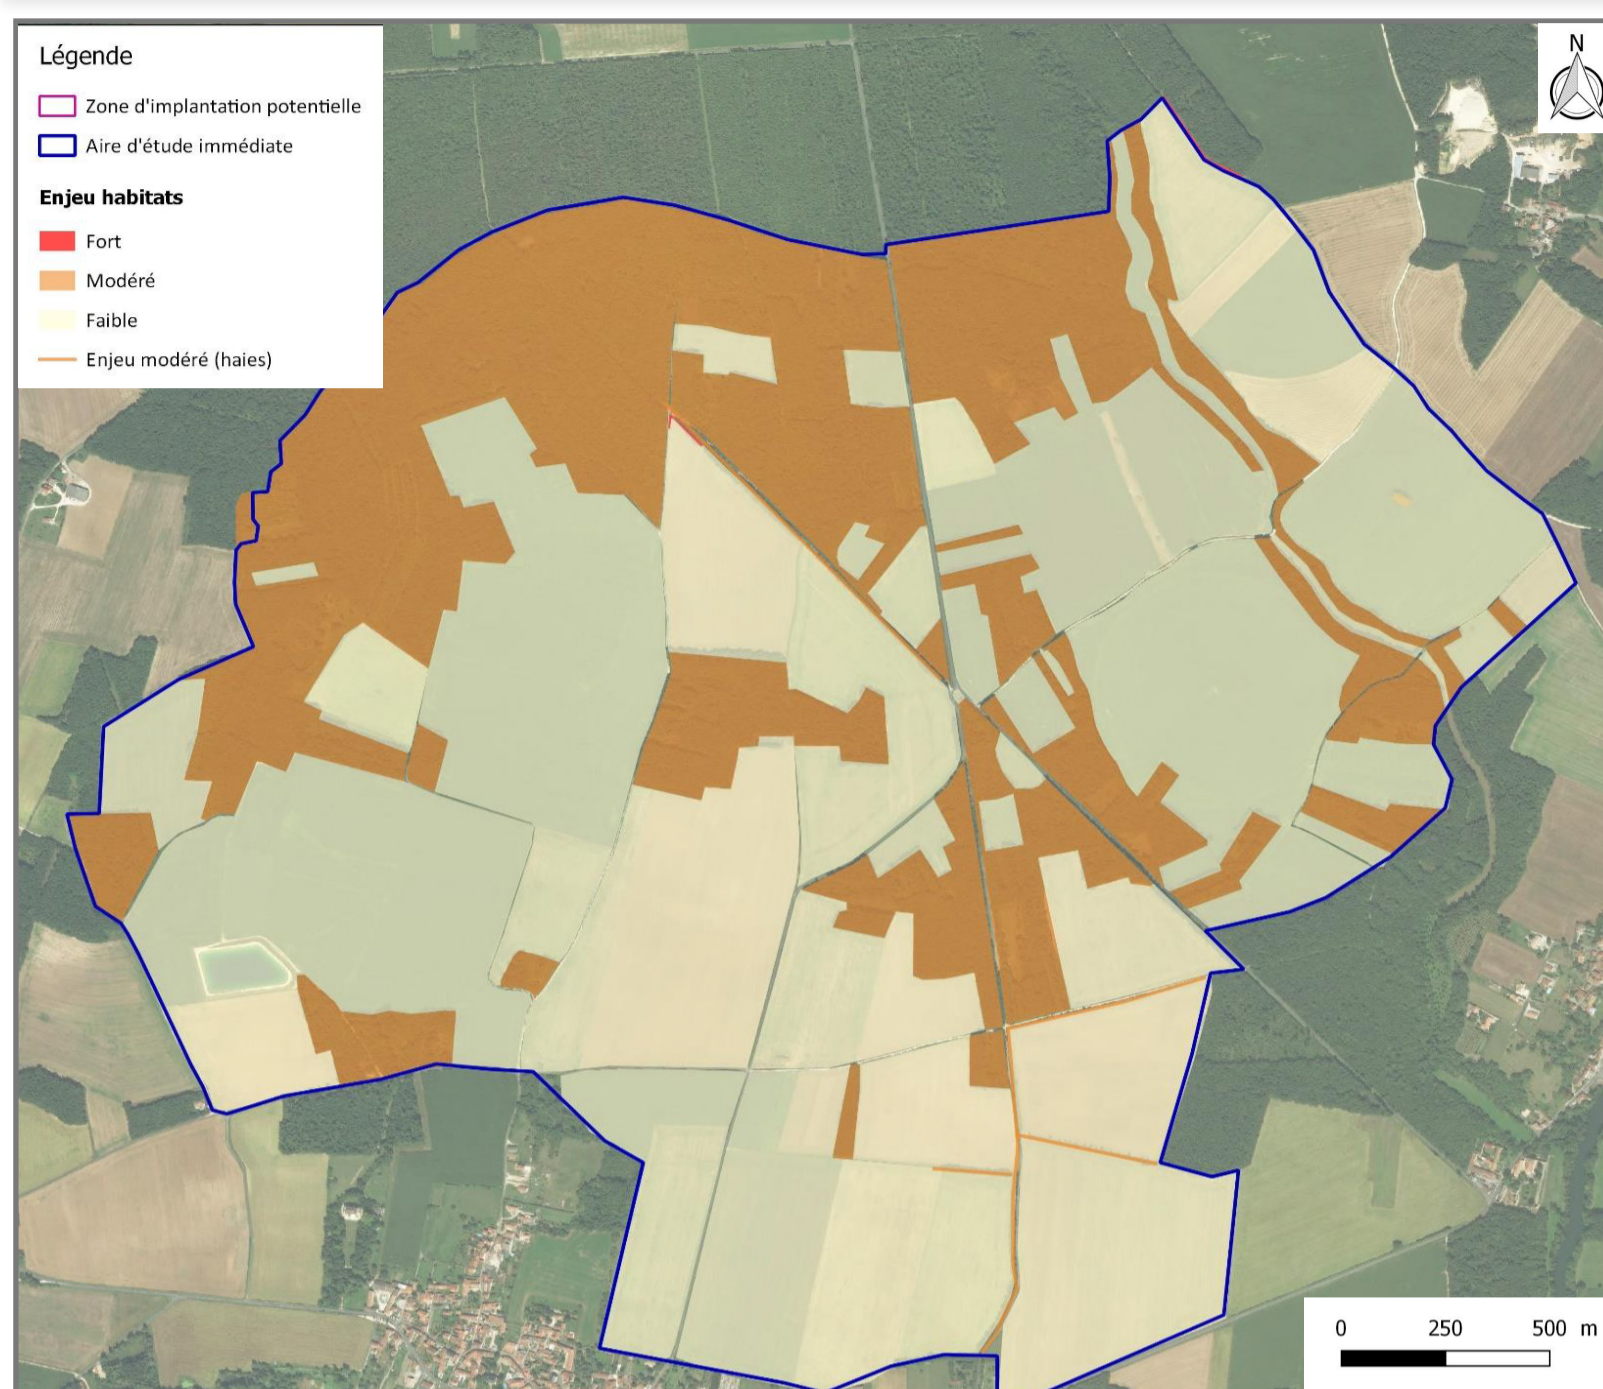 Légende
Zone d'implantation potentielle
Aire d'étude immédiate
Enjeu habitats
Fort
Modéré
Faible
Enjeu modéré (haies)
N
0 250 500 m